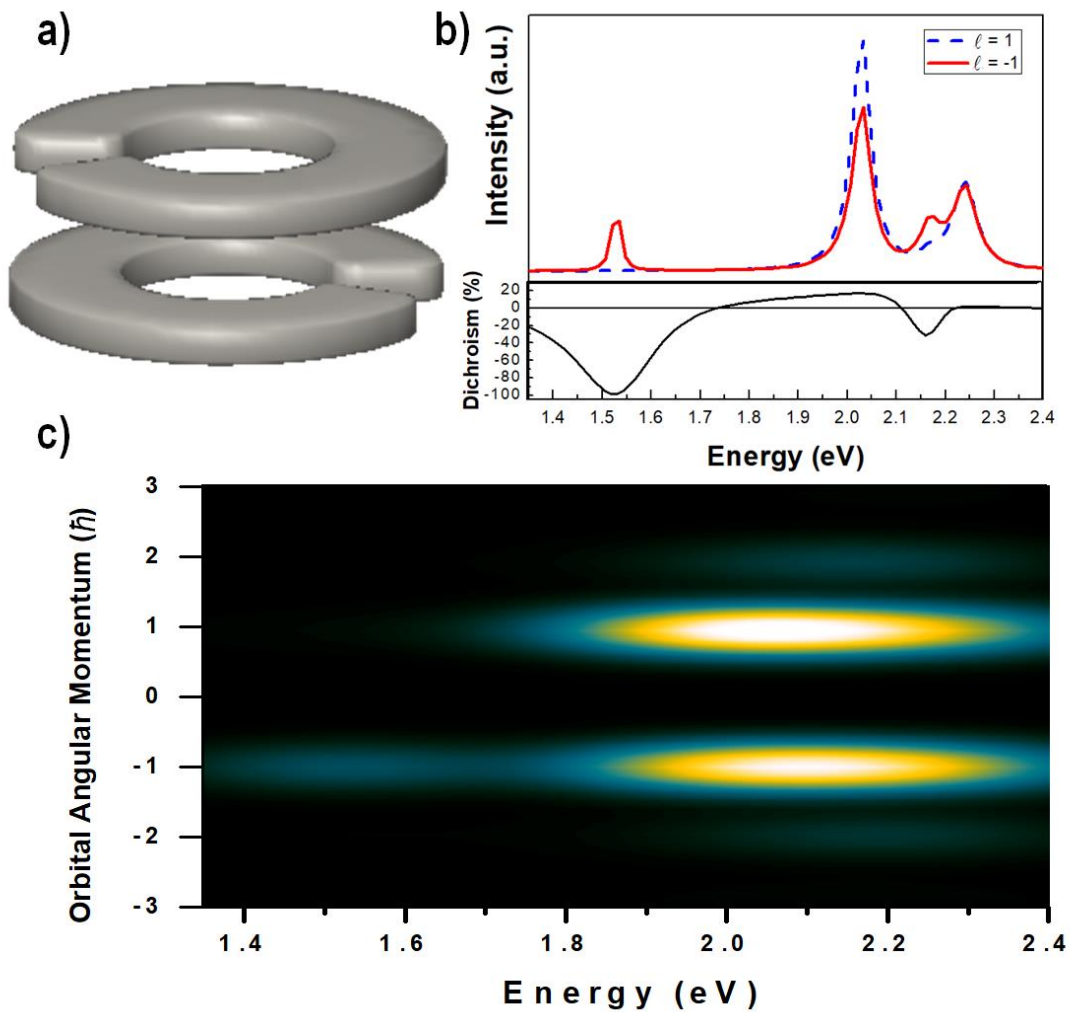 a)
b)
Intensity (a.u.)
ℓ = 1
ℓ = -1
Dichroism (%)
20
0
-20
-40
-60
-80
-100
1.4 1.5 1.6 1.7 1.8 1.9 2.0 2.1 2.2 2.3 2.4
Energy (eV)
c)
Orbital Angular Momentum (ℏ)
3
2
1
0
-1
-2
-3
1.4 1.6 1.8 2.0 2.2 2.4
Energy (eV)